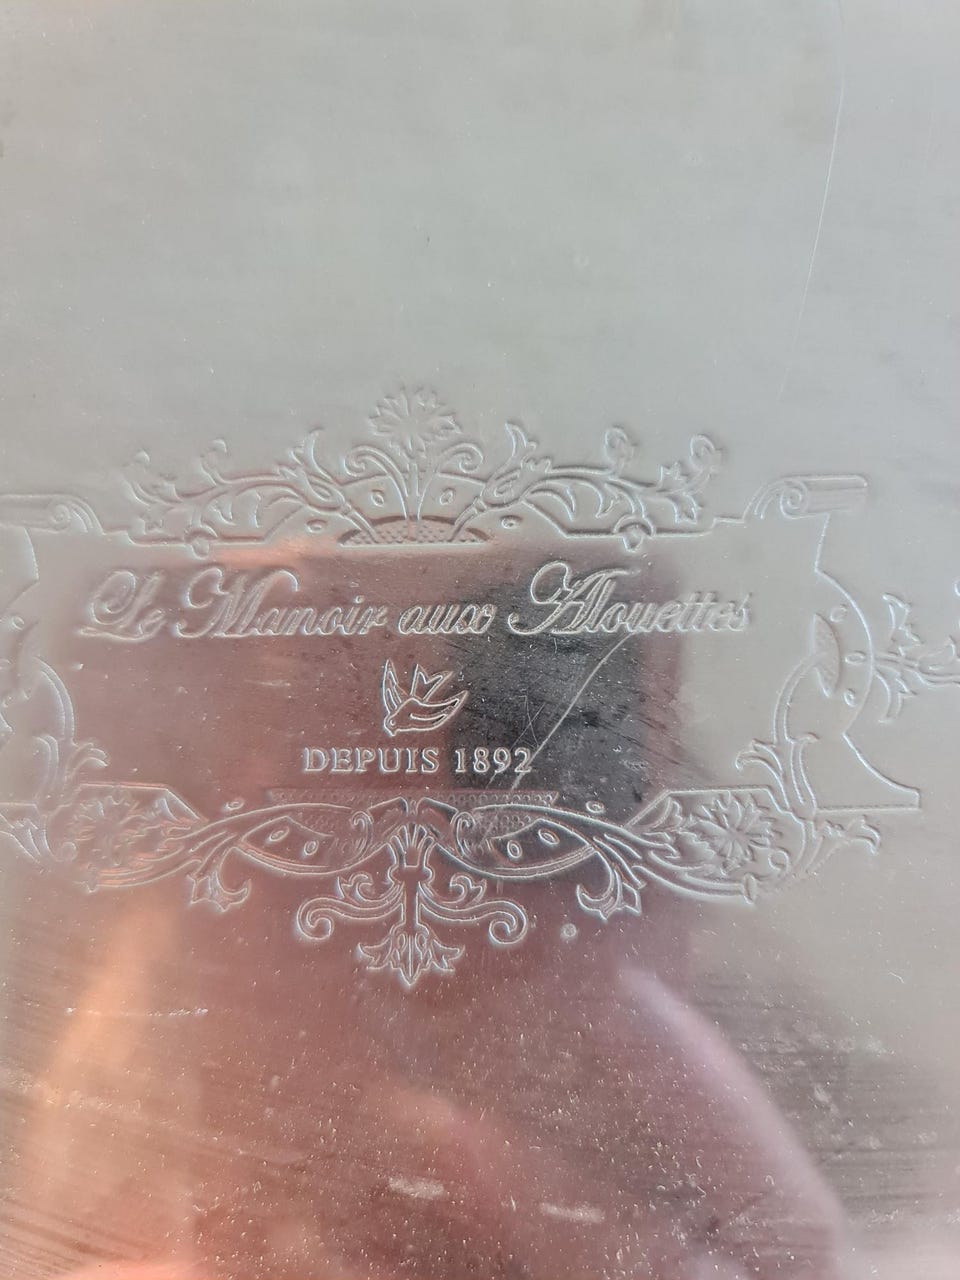 Le Manoir aux Alouettes
DEPUIS 1892